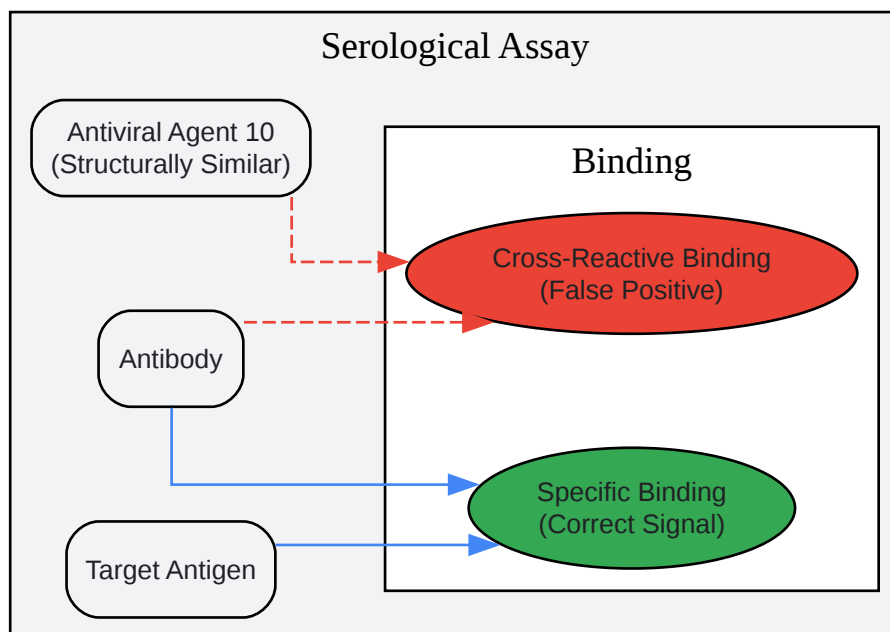 Serological Assay
Antiviral Agent 10
(Structurally Similar)
Binding
Cross-Reactive Binding
(False Positive)
Antibody
Specific Binding
(Correct Signal)
Target Antigen